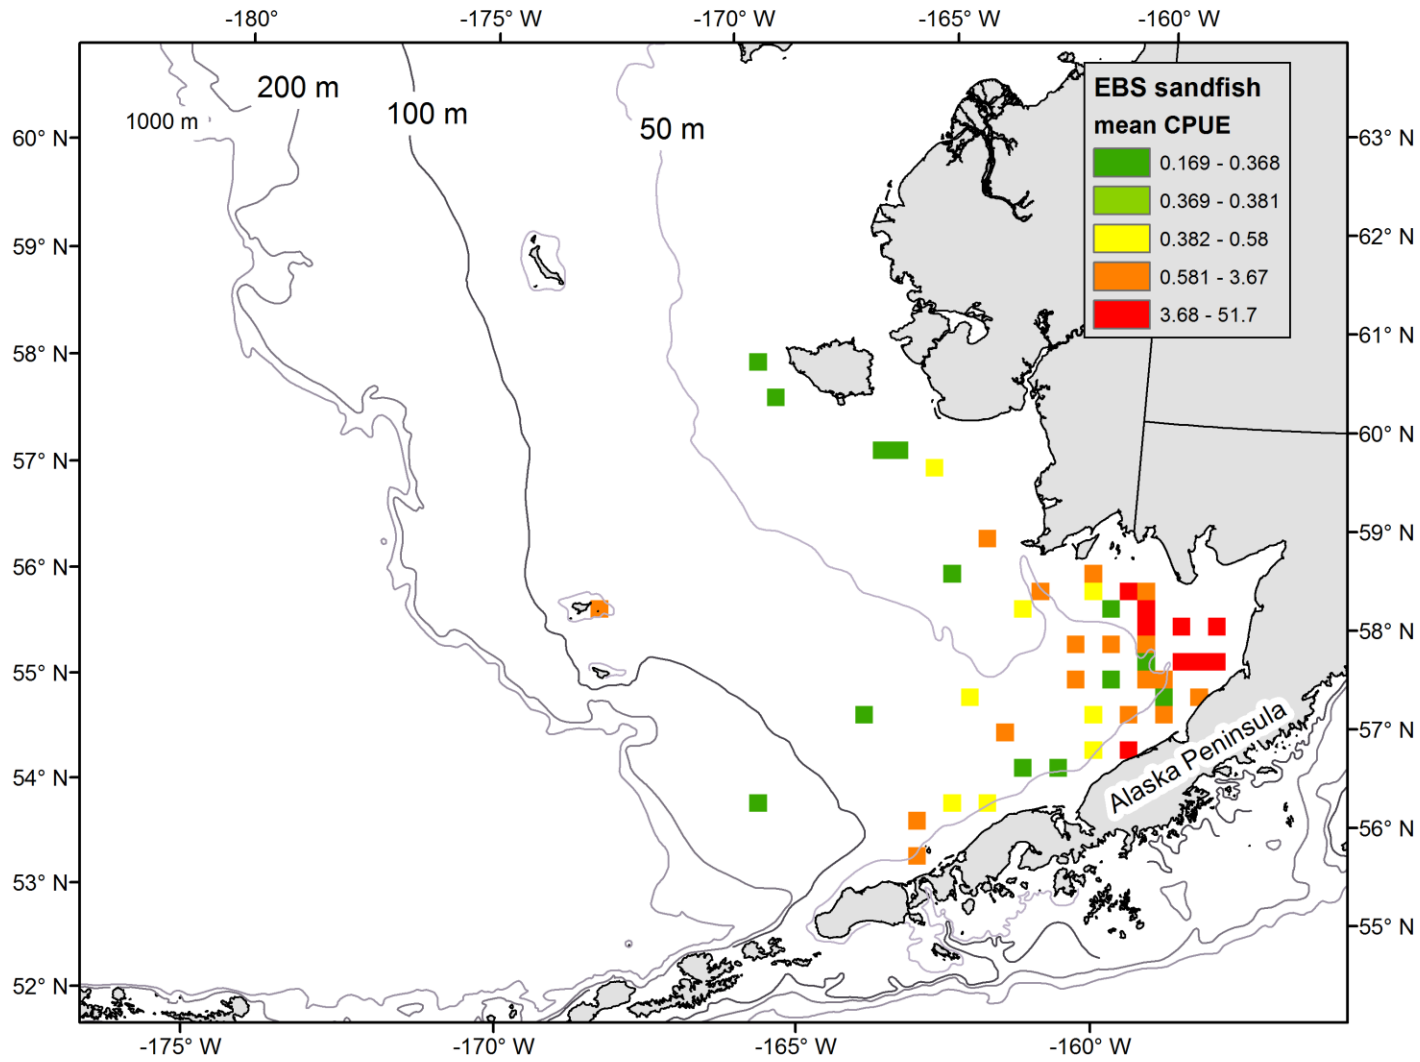 -180°
-175° W
-170° W
-165° W
-160° W
1000 m
200 m
100 m
50 m
EBS sandfish
mean CPUE
0.169 - 0.368
0.369 - 0.381
0.382 - 0.58
0.581 - 3.67
3.68 - 51.7
60° N
59° N
58° N
57° N
56° N
55° N
54° N
53° N
52° N
63° N
62° N
61° N
60° N
59° N
58° N
57° N
56° N
55° N
Alaska Peninsula
-175° W
-170° W
-165° W
-160° W